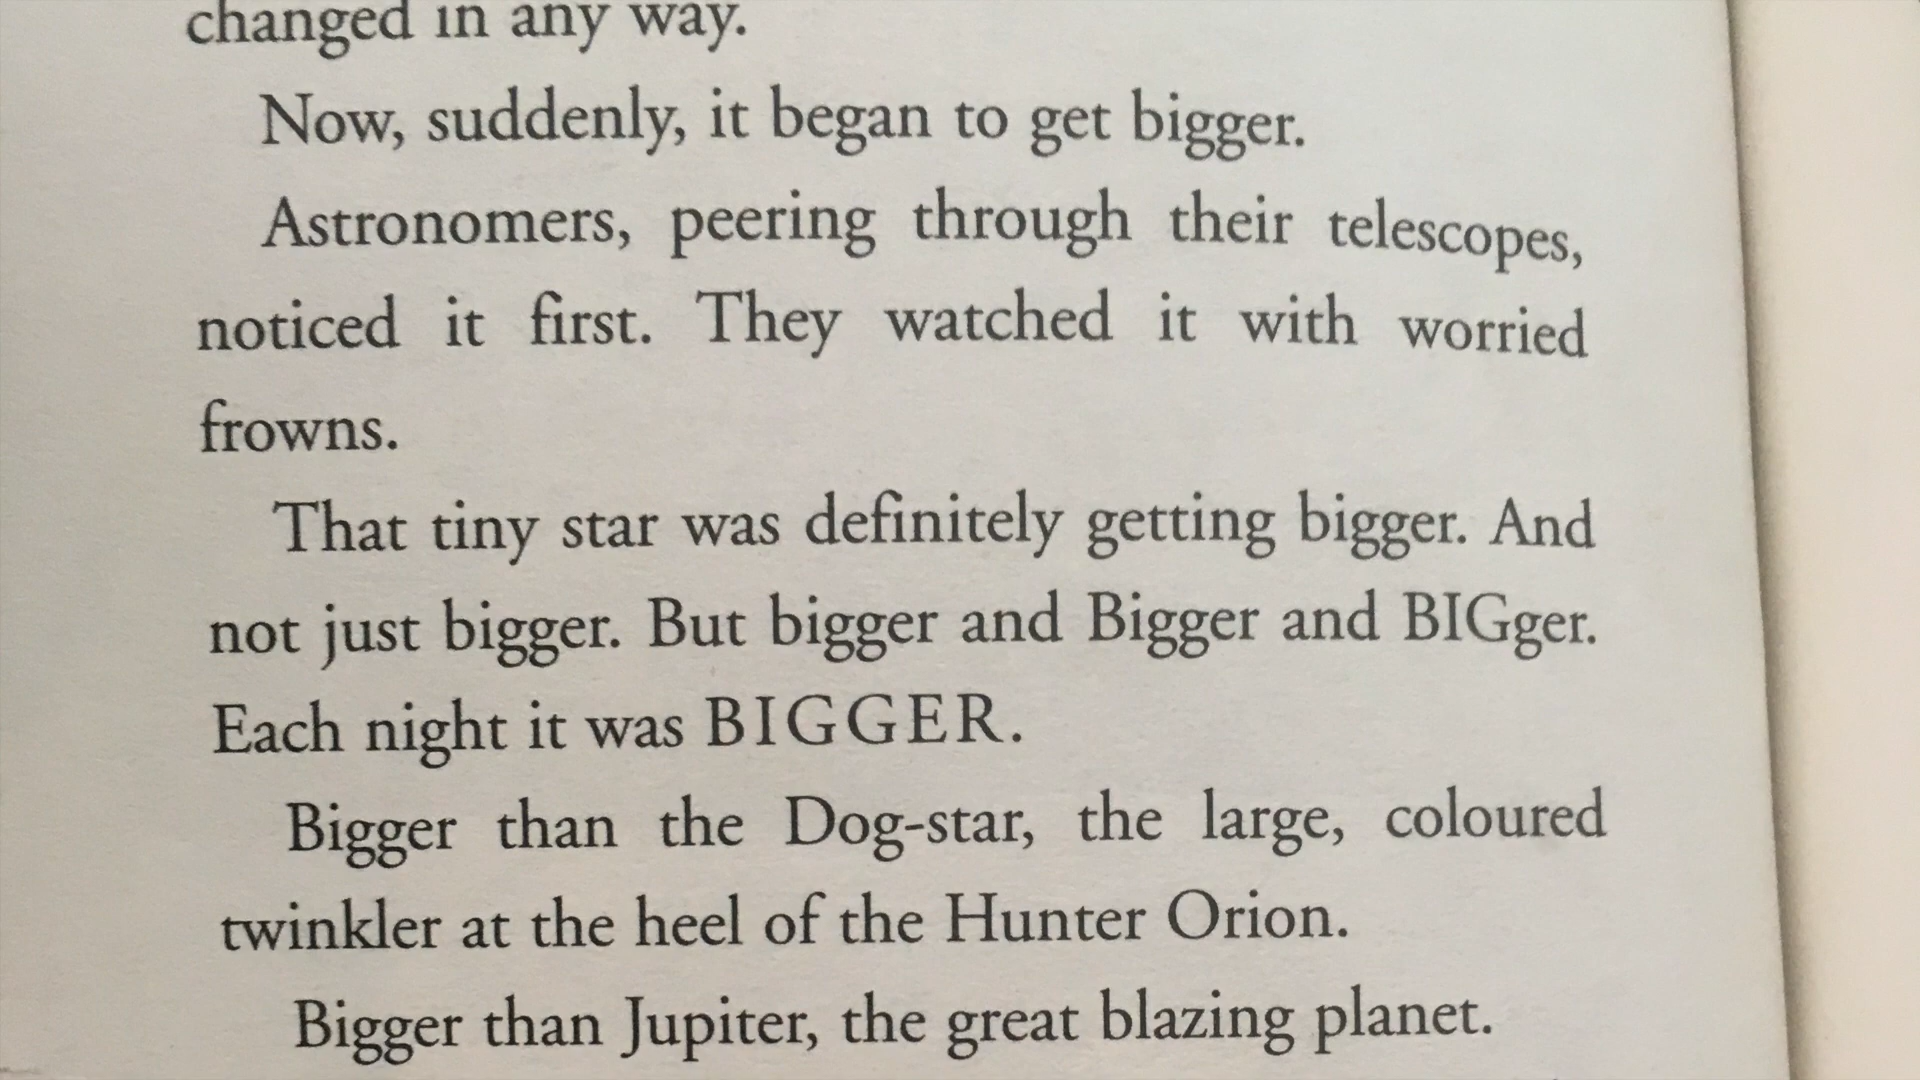 changed in any way.
Now, suddenly, it began to get bigger.
Astronomers, peering through their telescopes,
noticed it first. They watched it with worried
frowns.
That tiny star was definitely getting bigger. And
not just bigger. But bigger and Bigger and BIGger.
Each night it was BIGGER.
Bigger than the Dog-star, the large, coloured
twinkler at the heel of the Hunter Orion.
Bigger than Jupiter, the great blazing planet.